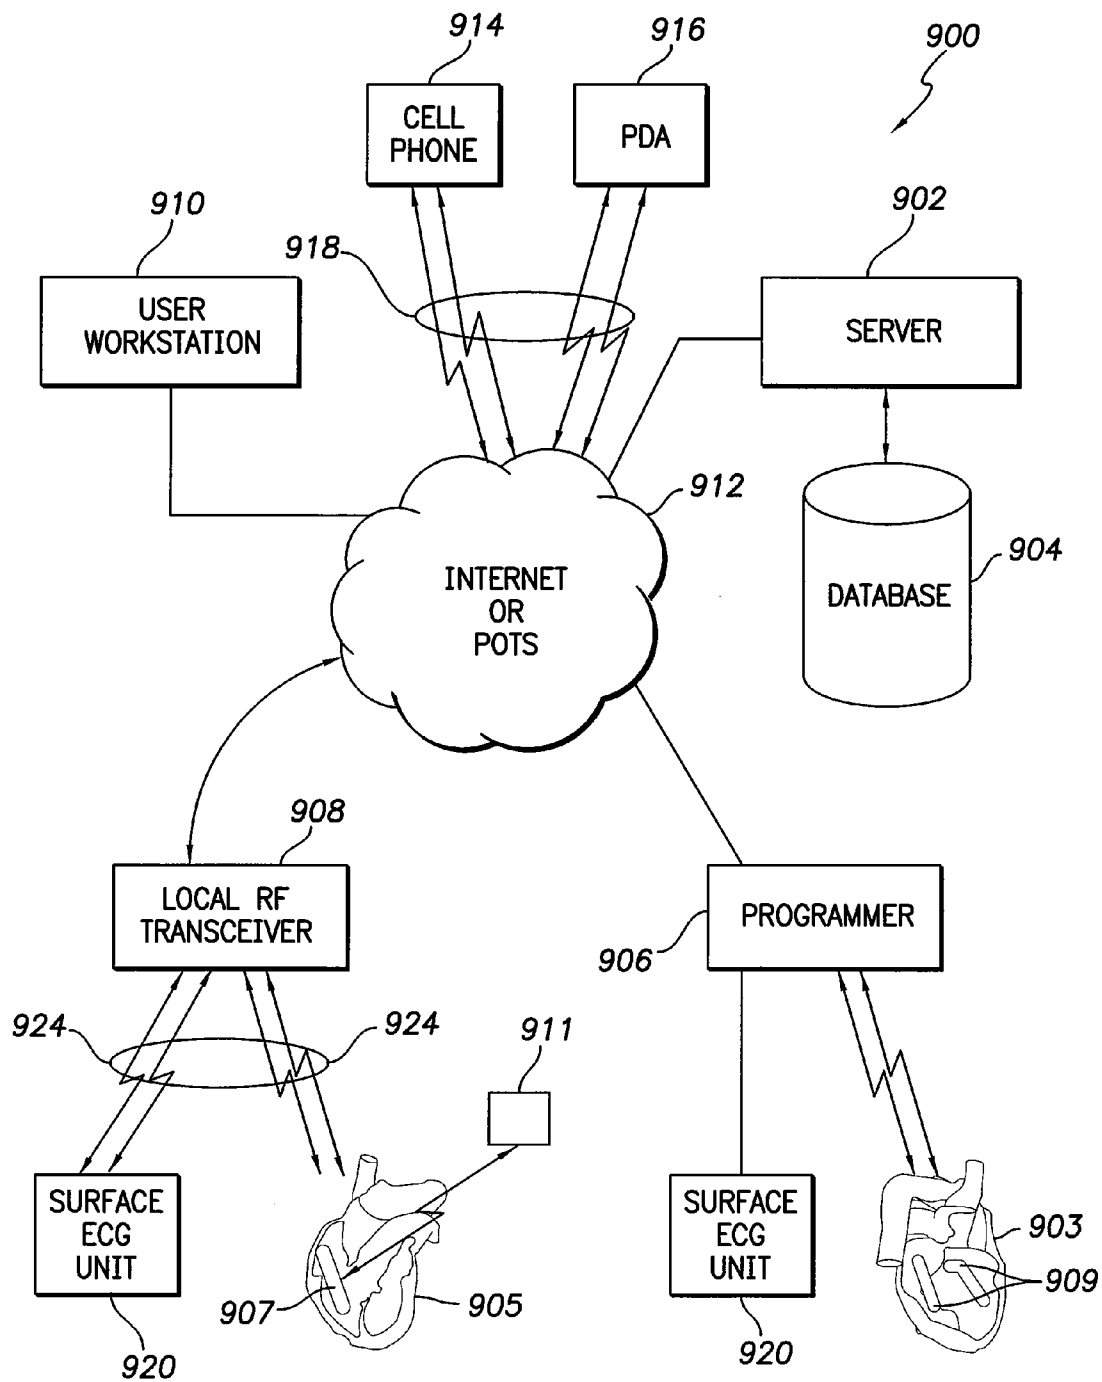 914
916
900
CELL
PHONE
PDA
910
902
918
USER
WORKSTATION
SERVER
912
904
INTERNET
OR
POTS
DATABASE
908
LOCAL RF
TRANSCEIVER
PROGRAMMER
906
924
924
911
SURFACE
ECG
UNIT
SURFACE
ECG
UNIT
903
909
907
905
920
920